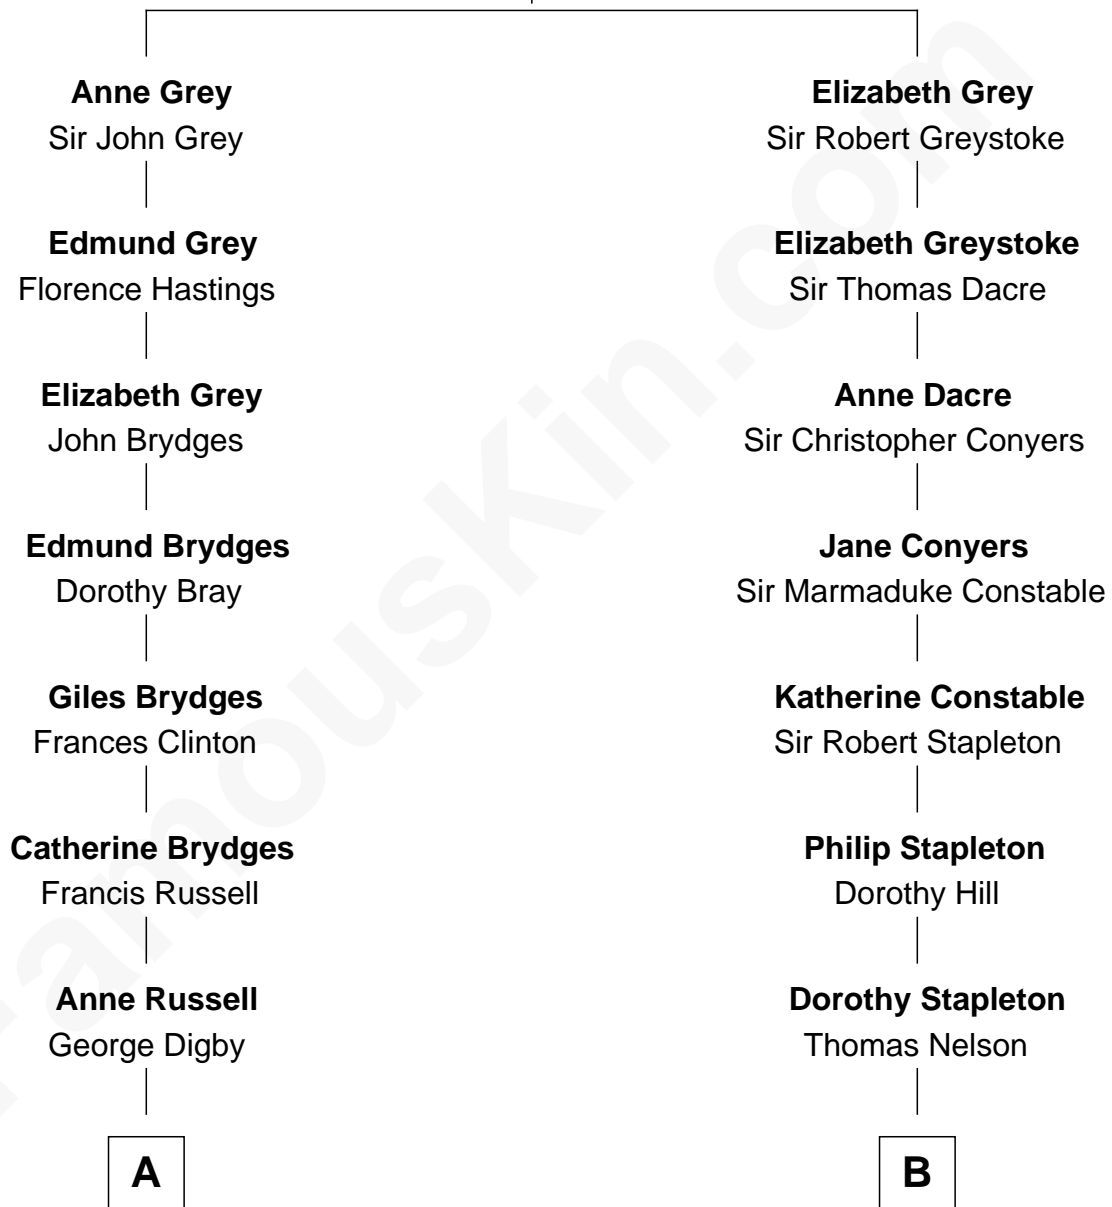 Anne Grey
Sir John Grey
Edmund Grey
Florence Hastings
Elizabeth Grey
John Brydges
Edmund Brydges
Dorothy Bray
Giles Brydges
Frances Clinton
Catherine Brydges
Francis Russell
Anne Russell
George Digby
A
Elizabeth Grey
Sir Robert Greystoke
Elizabeth Greystoke
Sir Thomas Dacre
Anne Dacre
Sir Christopher Conyers
Jane Conyers
Sir Marmaduke Constable
Katherine Constable
Sir Robert Stapleton
Philip Stapleton
Dorothy Hill
Dorothy Stapleton
Thomas Nelson
B
FamousKin.com